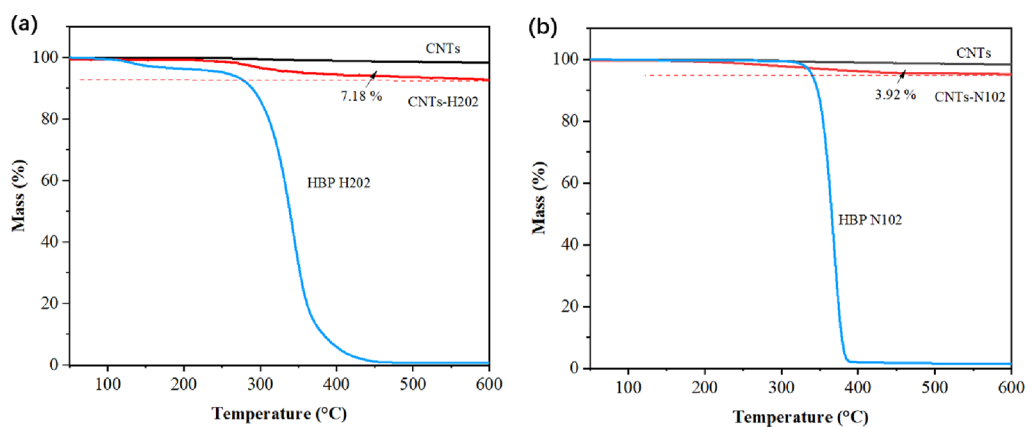 (a)
Mass (%)
100
80
60
40
20
0
CNTs
7.18 %
CNTs-H202
HBP H202
100
200
300
400
500
600
Temperature (°C)
(b)
Mass (%)
100
80
60
40
20
0
CNTs
3.92 %
CNTs-N102
HBP N102
100
200
300
400
500
600
Temperature (°C)